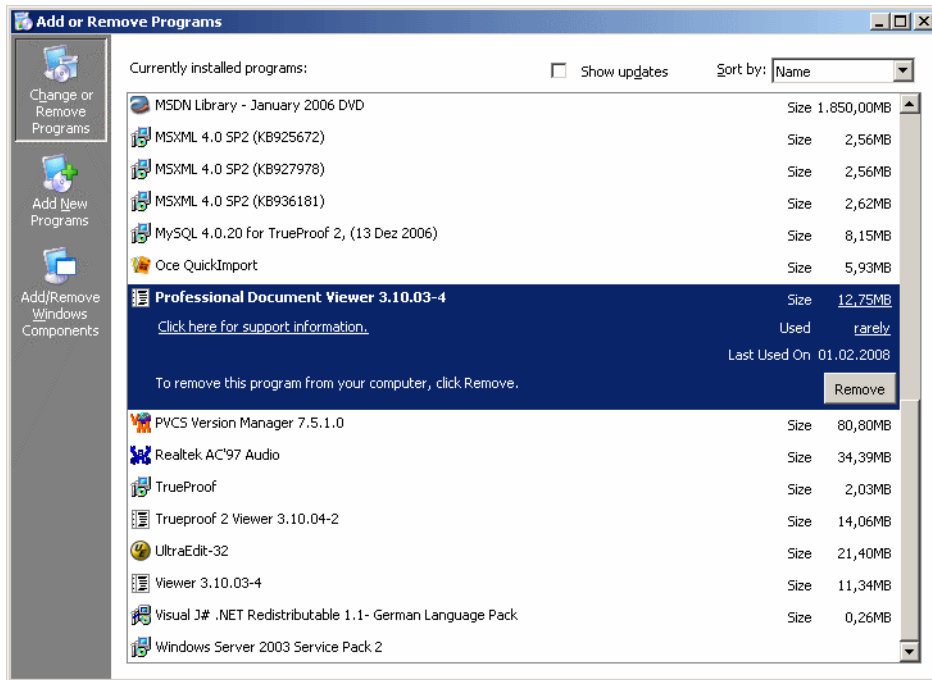 Add or Remove Programs
Change or
Remove
Programs
Add New
Programs
Add/Remove
Windows
Components
Currently installed programs:
Show updates
Sort by: Name
MSDN Library - January 2006 DVD Size 1.850,00MB
MSXML 4.0 SP2 (KB925672) Size 2,56MB
MSXML 4.0 SP2 (KB927978) Size 2,56MB
MSXML 4.0 SP2 (KB936181) Size 2,62MB
MySQL 4.0.20 for TrueProof 2, (13 Dez 2006) Size 8,15MB
Oce QuickImport Size 5,93MB
Professional Document Viewer 3.10.03-4 Size 12,75MB
Click here for support information. Used rarely
Last Used On 01.02.2008
To remove this program from your computer, click Remove. Remove
PVCS Version Manager 7.5.1.0 Size 80,80MB
Realtek AC'97 Audio Size 34,39MB
TrueProof Size 2,03MB
Trueproof 2 Viewer 3.10.04-2 Size 14,06MB
UltraEdit-32 Size 21,40MB
Viewer 3.10.03-4 Size 11,34MB
Visual J# .NET Redistributable 1.1- German Language Pack Size 0,26MB
Windows Server 2003 Service Pack 2